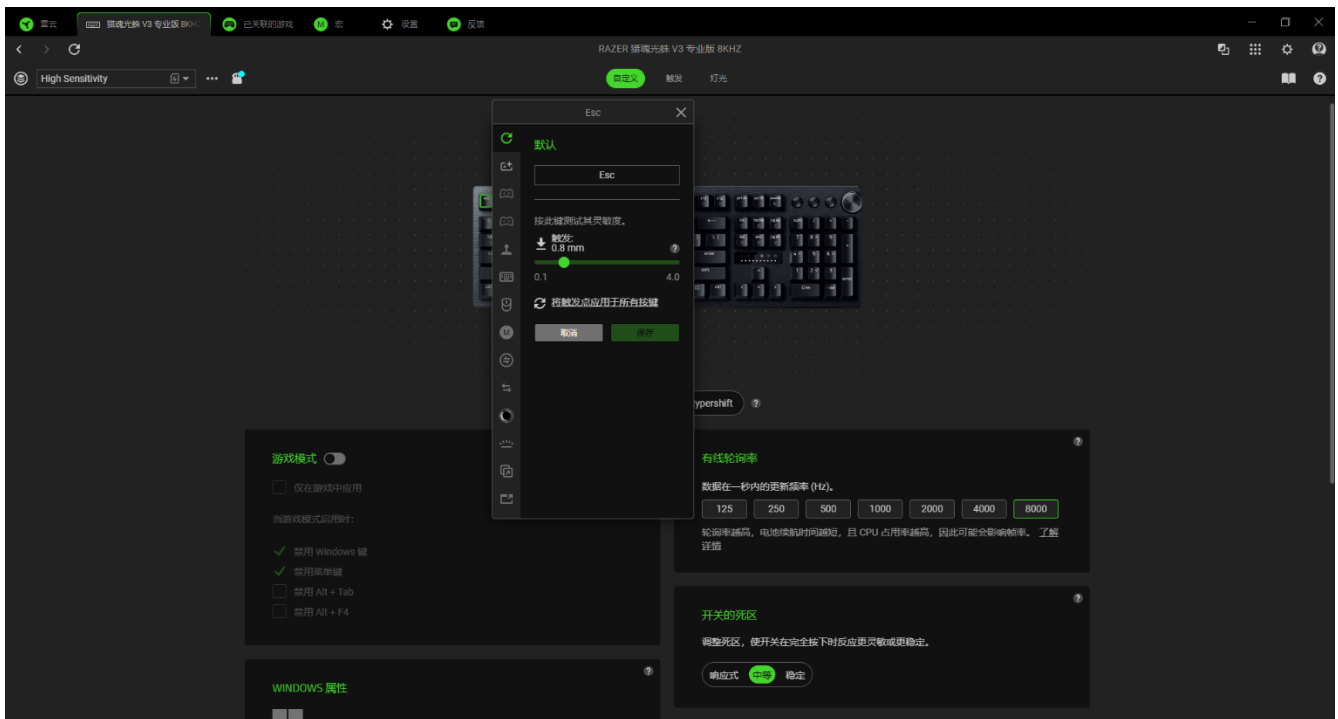 雷云
猎魂光蛛 V3 专业版 8KH
已关联的游戏
宏
设置
反馈
RAZER 猎魂光蛛 V3 专业版 8KHZ
High Sensitivity
自定义
触发
灯光
Esc
默认
Esc
按此键测试其灵敏度。
触发:
0.8 mm
0.1
4.0
将触发点应用于所有按键
取消
保存
ypershift
游戏模式
仅在游戏中应用
当游戏模式启用时:
禁用 Windows 键
禁用菜单键
禁用 Alt + Tab
禁用 Alt + F4
WINDOWS 属性
有线轮询率
数据在一秒内的更新频率 (Hz)。
125 250 500 1000 2000 4000 8000
轮询率越高，电池续航时间越短，且 CPU 占用率越高，因此可能会影响帧率。 了解
详情
开关的死区
调整死区，使开关在完全按下时反应更灵敏或更稳定。
响应式 中等 稳定